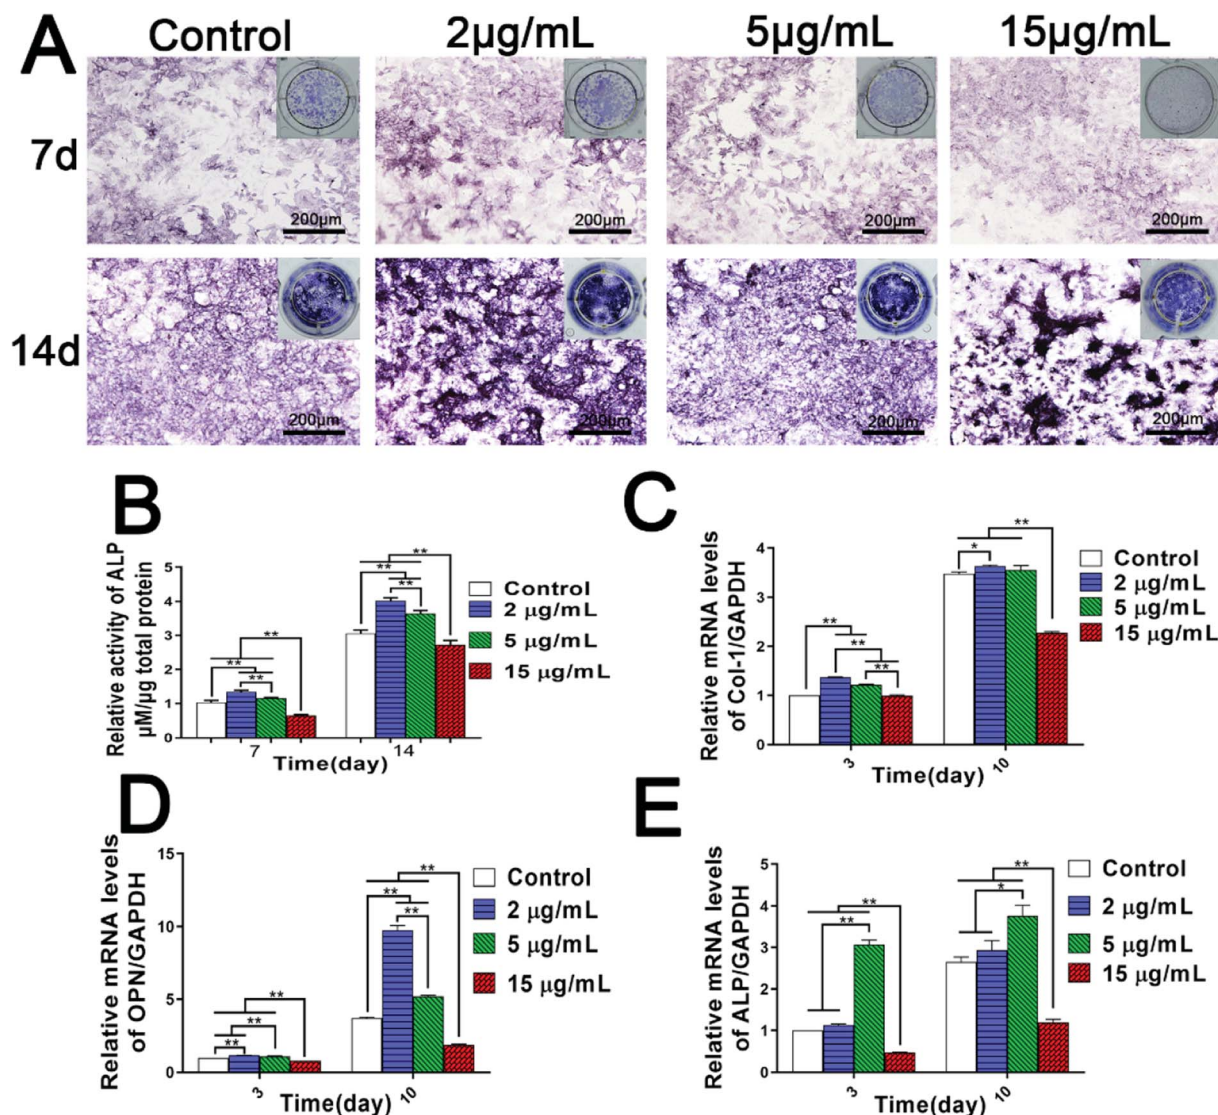 A
Control
2µg/mL
5µg/mL
15µg/mL
7d
200µm
200µm
200µm
200µm
14d
200µm
200µm
200µm
200µm
B
Relative activity of ALP
µM/µg total protein
5
4
3
2
1
0
**
**
**
**
**
**
7
14
Time(day)
Control
2 µg/mL
5 µg/mL
15 µg/mL
C
Relative mRNA levels
of Col-1/GAPDH
4
3
2
1
0
**
**
**
*
**
3
10
Time(day)
Control
2 µg/mL
5 µg/mL
15 µg/mL
D
Relative mRNA levels
of OPN/GAPDH
15
10
5
0
**
**
**
**
**
**
3
10
Time(day)
Control
2 µg/mL
5 µg/mL
15 µg/mL
E
Relative mRNA levels
of ALP/GAPDH
5
4
3
2
1
0
**
**
**
*
3
10
Time(day)
Control
2 µg/mL
5 µg/mL
15 µg/mL